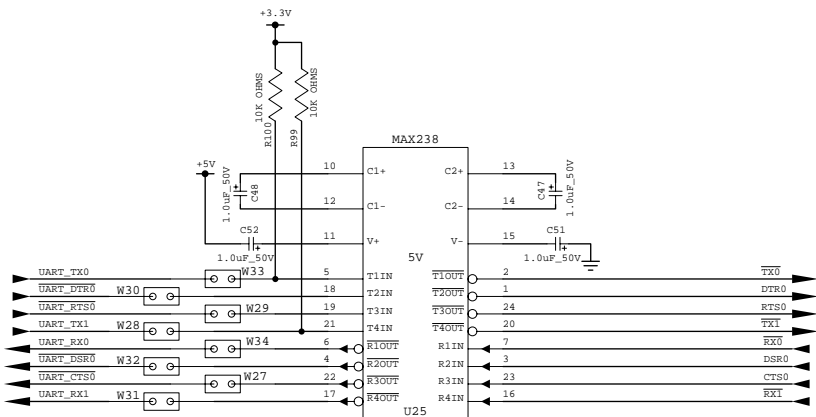 +3.3V
10K OHMS
10K OHMS
R100
R99
MAX238
+5V
10
C1+
C2+
13
1.0uF_50V
+
C48
C47
+
1.0uF_50V
12
C1-
C2-
14
C52
11
V+
V-
15
C51
+
1.0uF_50V
5V
+
1.0uF_50V
UART_TX0
W33
5
T1IN
T1OUT
2
TX0
UART_DTR0
W30
18
T2IN
T2OUT
1
DTR0
UART_RTS0
W29
19
T3IN
T3OUT
24
RTS0
UART_TX1
W28
21
T4IN
T4OUT
20
TX1
UART_RX0
W34
6
R1OUT
R1IN
7
RX0
UART_DSR0
W32
4
R2OUT
R2IN
3
DSR0
UART_CTS0
W27
22
R3OUT
R3IN
23
CTS0
UART_RX1
W31
17
R4OUT
R4IN
16
RX1
U25